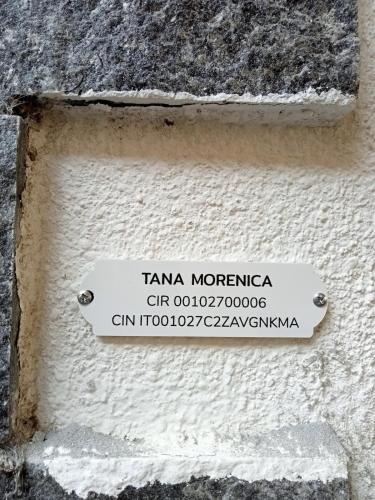 TANA MORENICA
CIR 00102700006
CIN IT001027C2ZAVGNKMA